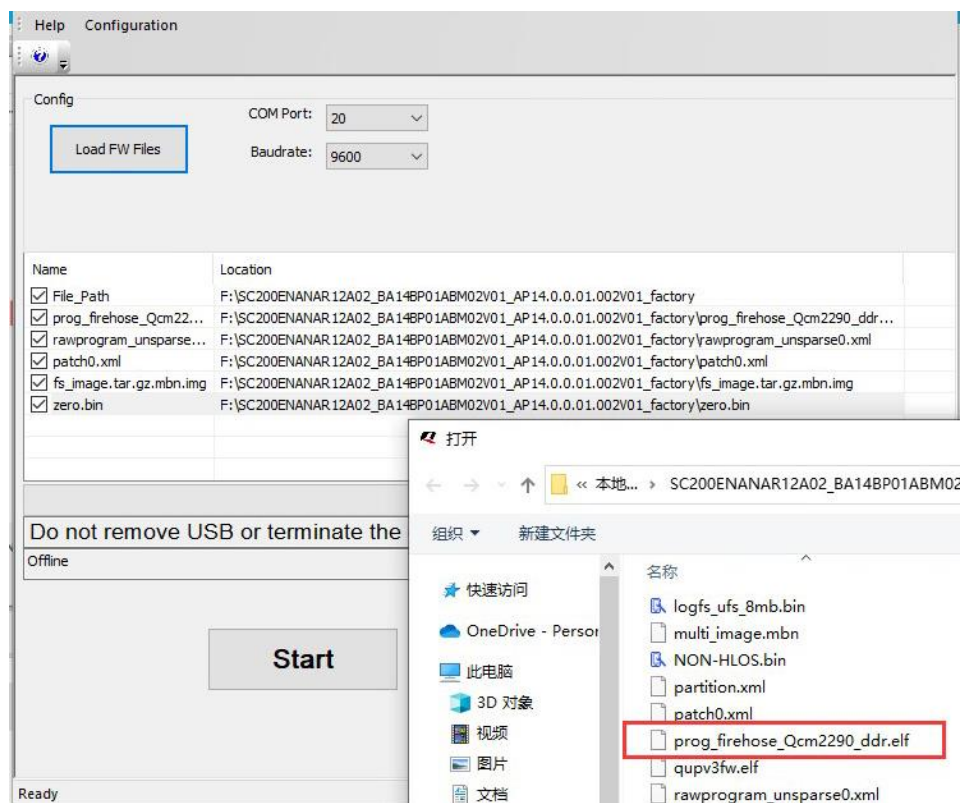 Help Configuration
Config
COM Port: 20
Load FW Files
Baudrate: 9600
Name Location
File_Path F:\SC200ENANAR12A02_BA14BP01ABM02V01_AP14.0.0.01.002V01_factory
prog_firehose_Qcm22... F:\SC200ENANAR12A02_BA14BP01ABM02V01_AP14.0.0.01.002V01_factory\prog_firehose_Qcm2290_ddr...
rawprogram_unsparse... F:\SC200ENANAR12A02_BA14BP01ABM02V01_AP14.0.0.01.002V01_factory\rawprogram_unsparse0.xml
patch0.xml F:\SC200ENANAR12A02_BA14BP01ABM02V01_AP14.0.0.01.002V01_factory\patch0.xml
fs_image.tar.gz.mbn.img F:\SC200ENANAR12A02_BA14BP01ABM02V01_AP14.0.0.01.002V01_factory\fs_image.tar.gz.mbn.img
zero.bin F:\SC200ENANAR12A02_BA14BP01ABM02V01_AP14.0.0.01.002V01_factory\zero.bin
Do not remove USB or terminate the
Offline
Start
Ready
打开
« 本地... › SC200ENANAR12A02_BA14BP01ABM02
组织 新建文件夹
名称
快速访问
OneDrive - Person
此电脑
3D 对象
视频
图片
文档
logfs_ufs_8mb.bin
multi_image.mbn
NON-HLOS.bin
partition.xml
patch0.xml
prog_firehose_Qcm2290_ddr.elf
qupv3fw.elf
rawprogram_unsparse0.xml